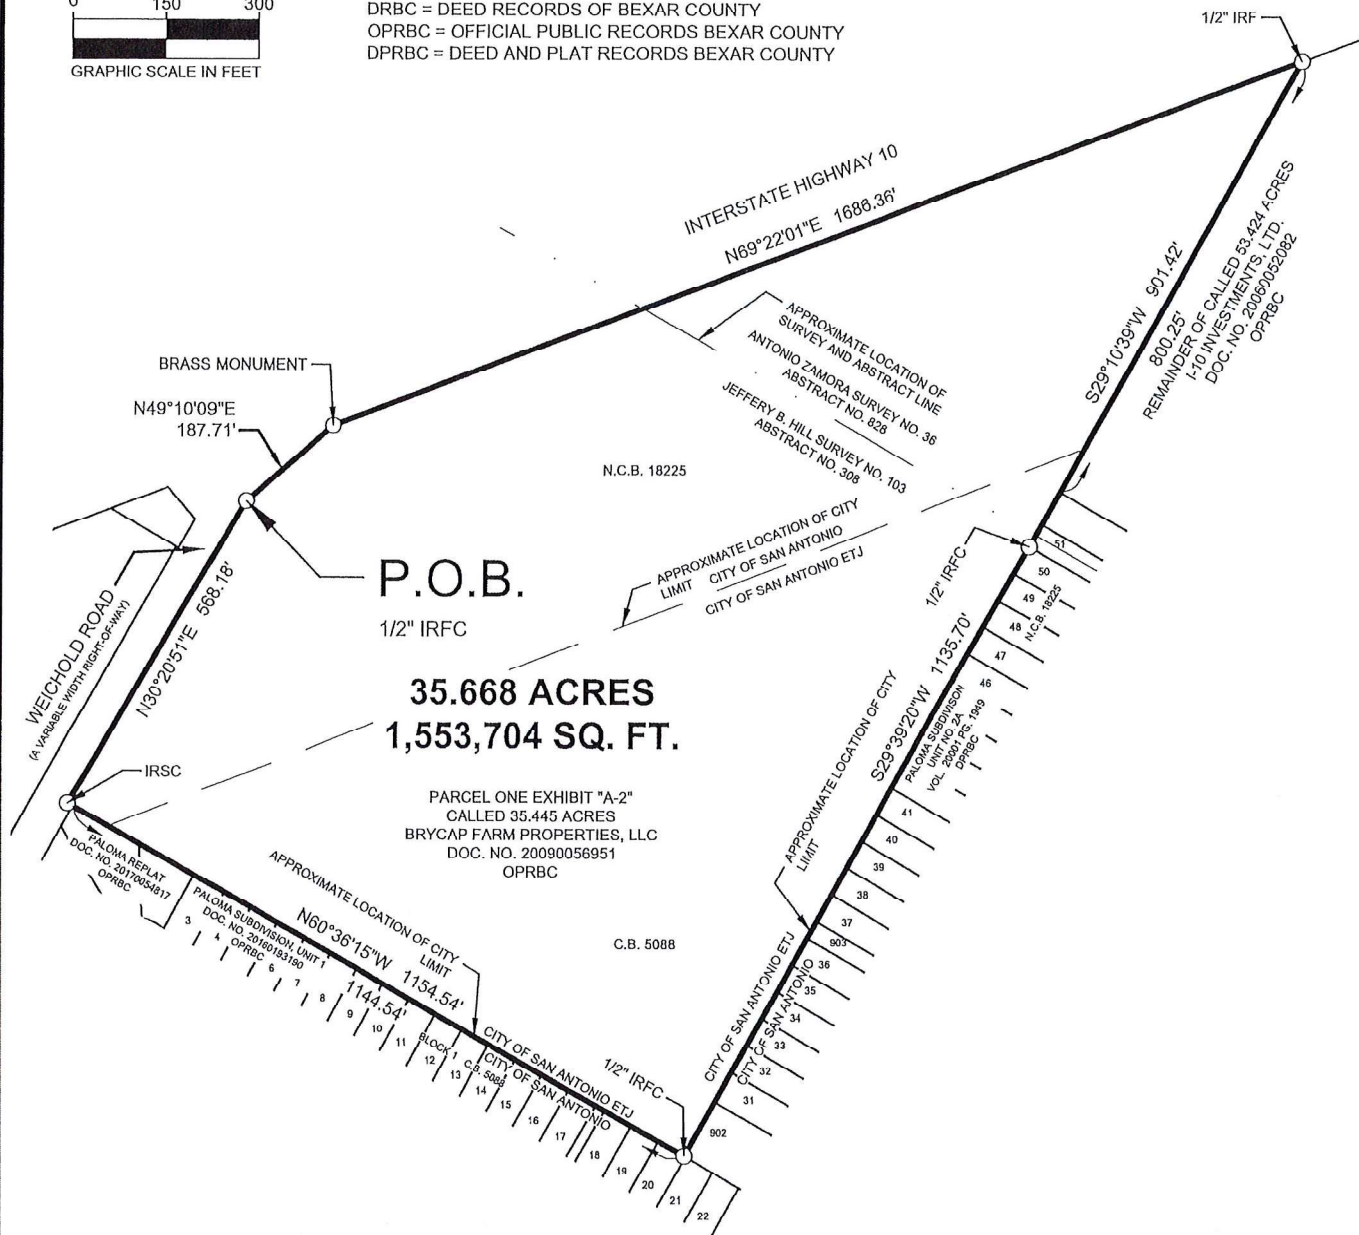 0 150 300
GRAPHIC SCALE IN FEET
DRBC = DEED RECORDS OF BEXAR COUNTY
OPRBC = OFFICIAL PUBLIC RECORDS BEXAR COUNTY
DPRBC = DEED AND PLAT RECORDS BEXAR COUNTY
1/2" IRF
INTERSTATE HIGHWAY 10
N69°22'01"E 1686.36'
APPROXIMATE LOCATION OF
SURVEY AND ABSTRACT LINE
ANTONIO ZAMORA SURVEY NO. 36
ABSTRACT NO. 828
JEFFERY B. HILL SURVEY NO. 103
ABSTRACT NO. 308
S29°10'39"W 901.42'
800.25'
REMAINDER OF CALLED 53.424 ACRES
I-10 INVESTMENTS, LTD.
DOC. NO. 20060052082
OPRBC
BRASS MONUMENT
N49°10'09"E
187.71'
N.C.B. 18225
APPROXIMATE LOCATION OF CITY
LIMIT CITY OF SAN ANTONIO
CITY OF SAN ANTONIO ETJ
P.O.B.
1/2" IRFC
WEICHOLD ROAD
(A VARIABLE WIDTH RIGHT-OF-WAY)
N30°20'51"E 568.18'
35.668 ACRES
1,553,704 SQ. FT.
PARCEL ONE EXHIBIT "A-2"
CALLED 35.445 ACRES
BRYCAP FARM PROPERTIES, LLC
DOC. NO. 20090056951
OPRBC
1/2" IRFC
51
50
49
48
47
46
N.C.B. 18225
S29°39'20"W 1135.70'
PALOMA SUBDIVISON
UNIT NO. 2A
VOL. 20001 PG. 1949
DPRBC
APPROXIMATE LOCATION OF CITY
LIMIT
41
40
39
38
37
903
36
35
34
33
32
31
902
CITY OF SAN ANTONIO ETJ
CITY OF SAN ANTONIO
IRSC
PALOMA REPLAT
DOC. NO. 20170054817
OPRBC
PALOMA SUBDIVISION, UNIT 1
DOC. NO. 20160193190
OPRBC
APPROXIMATE LOCATION OF CITY
LIMIT
N60°36'15"W 1154.54'
1144.54'
C.B. 5088
3
4
6
7
8
9
10
11
12
13
14
15
16
17
18
19
20
21
22
BLOCK 1
C.B. 5088
CITY OF SAN ANTONIO ETJ
CITY OF SAN ANTONIO
1/2" IRFC